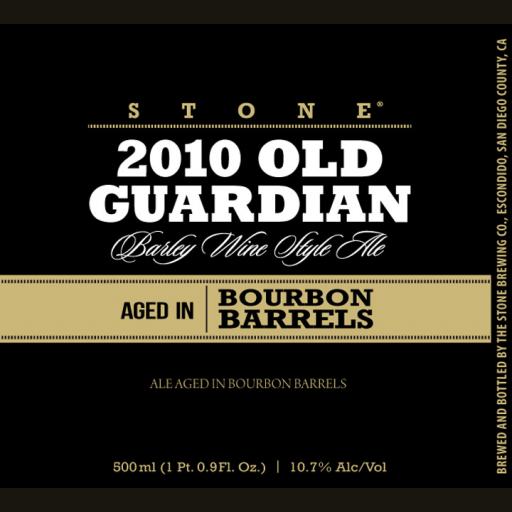 STONE®
2010 OLD
GUARDIAN
Barley Wine Style Ale
AGED IN BOURBON
BARRELS
ALE AGED IN BOURBON BARRELS
500ml (1 Pt. 0.9Fl. Oz.) | 10.7% Alc/Vol
BREWED AND BOTTLED BY THE STONE BREWING CO., ESCONDIDO, SAN DIEGO COUNTY, CA